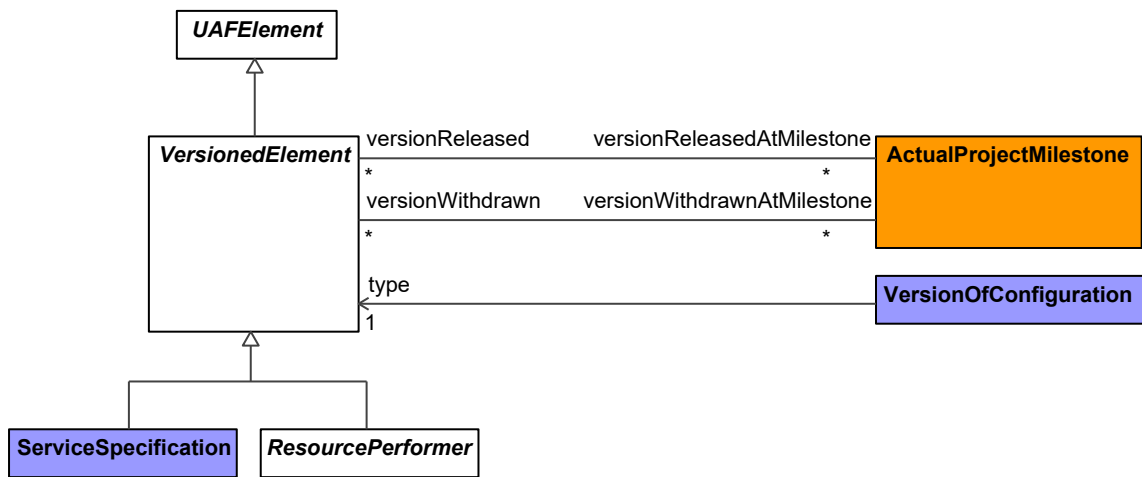 UAFElement
VersionedElement
versionReleased
versionReleasedAtMilestone
ActualProjectMilestone
*
*
versionWithdrawn
versionWithdrawnAtMilestone
*
*
type
VersionOfConfiguration
1
ServiceSpecification
ResourcePerformer